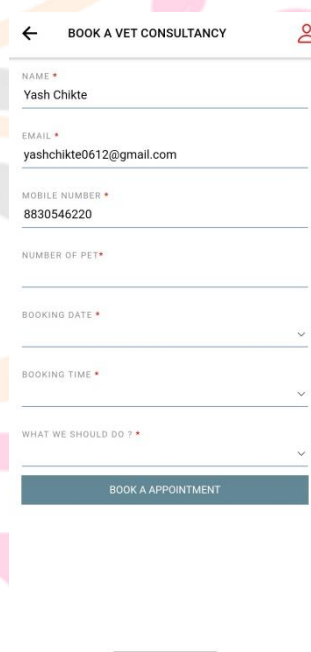 BOOK A VET CONSULTANCY
NAME *
Yash Chikte
EMAIL *
yashchikte0612@gmail.com
MOBILE NUMBER *
8830546220
NUMBER OF PET*
BOOKING DATE *
BOOKING TIME *
WHAT WE SHOULD DO ? *
BOOK A APPOINTMENT